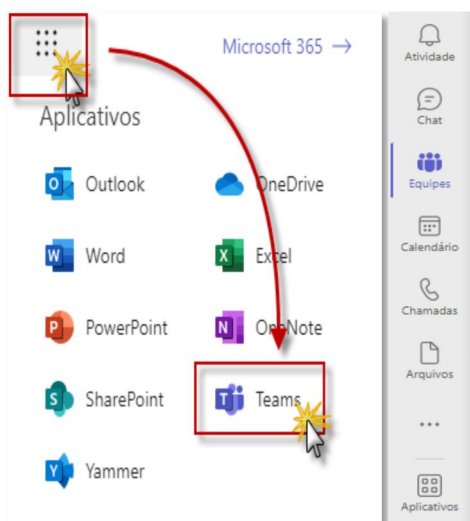 Microsoft 365 →
Aplicativos
Outlook
OneDrive
Word
Excel
PowerPoint
OneNote
SharePoint
Teams
Yammer
Atividade
Chat
Equipes
Calendário
Chamadas
Arquivos
...
Aplicativos